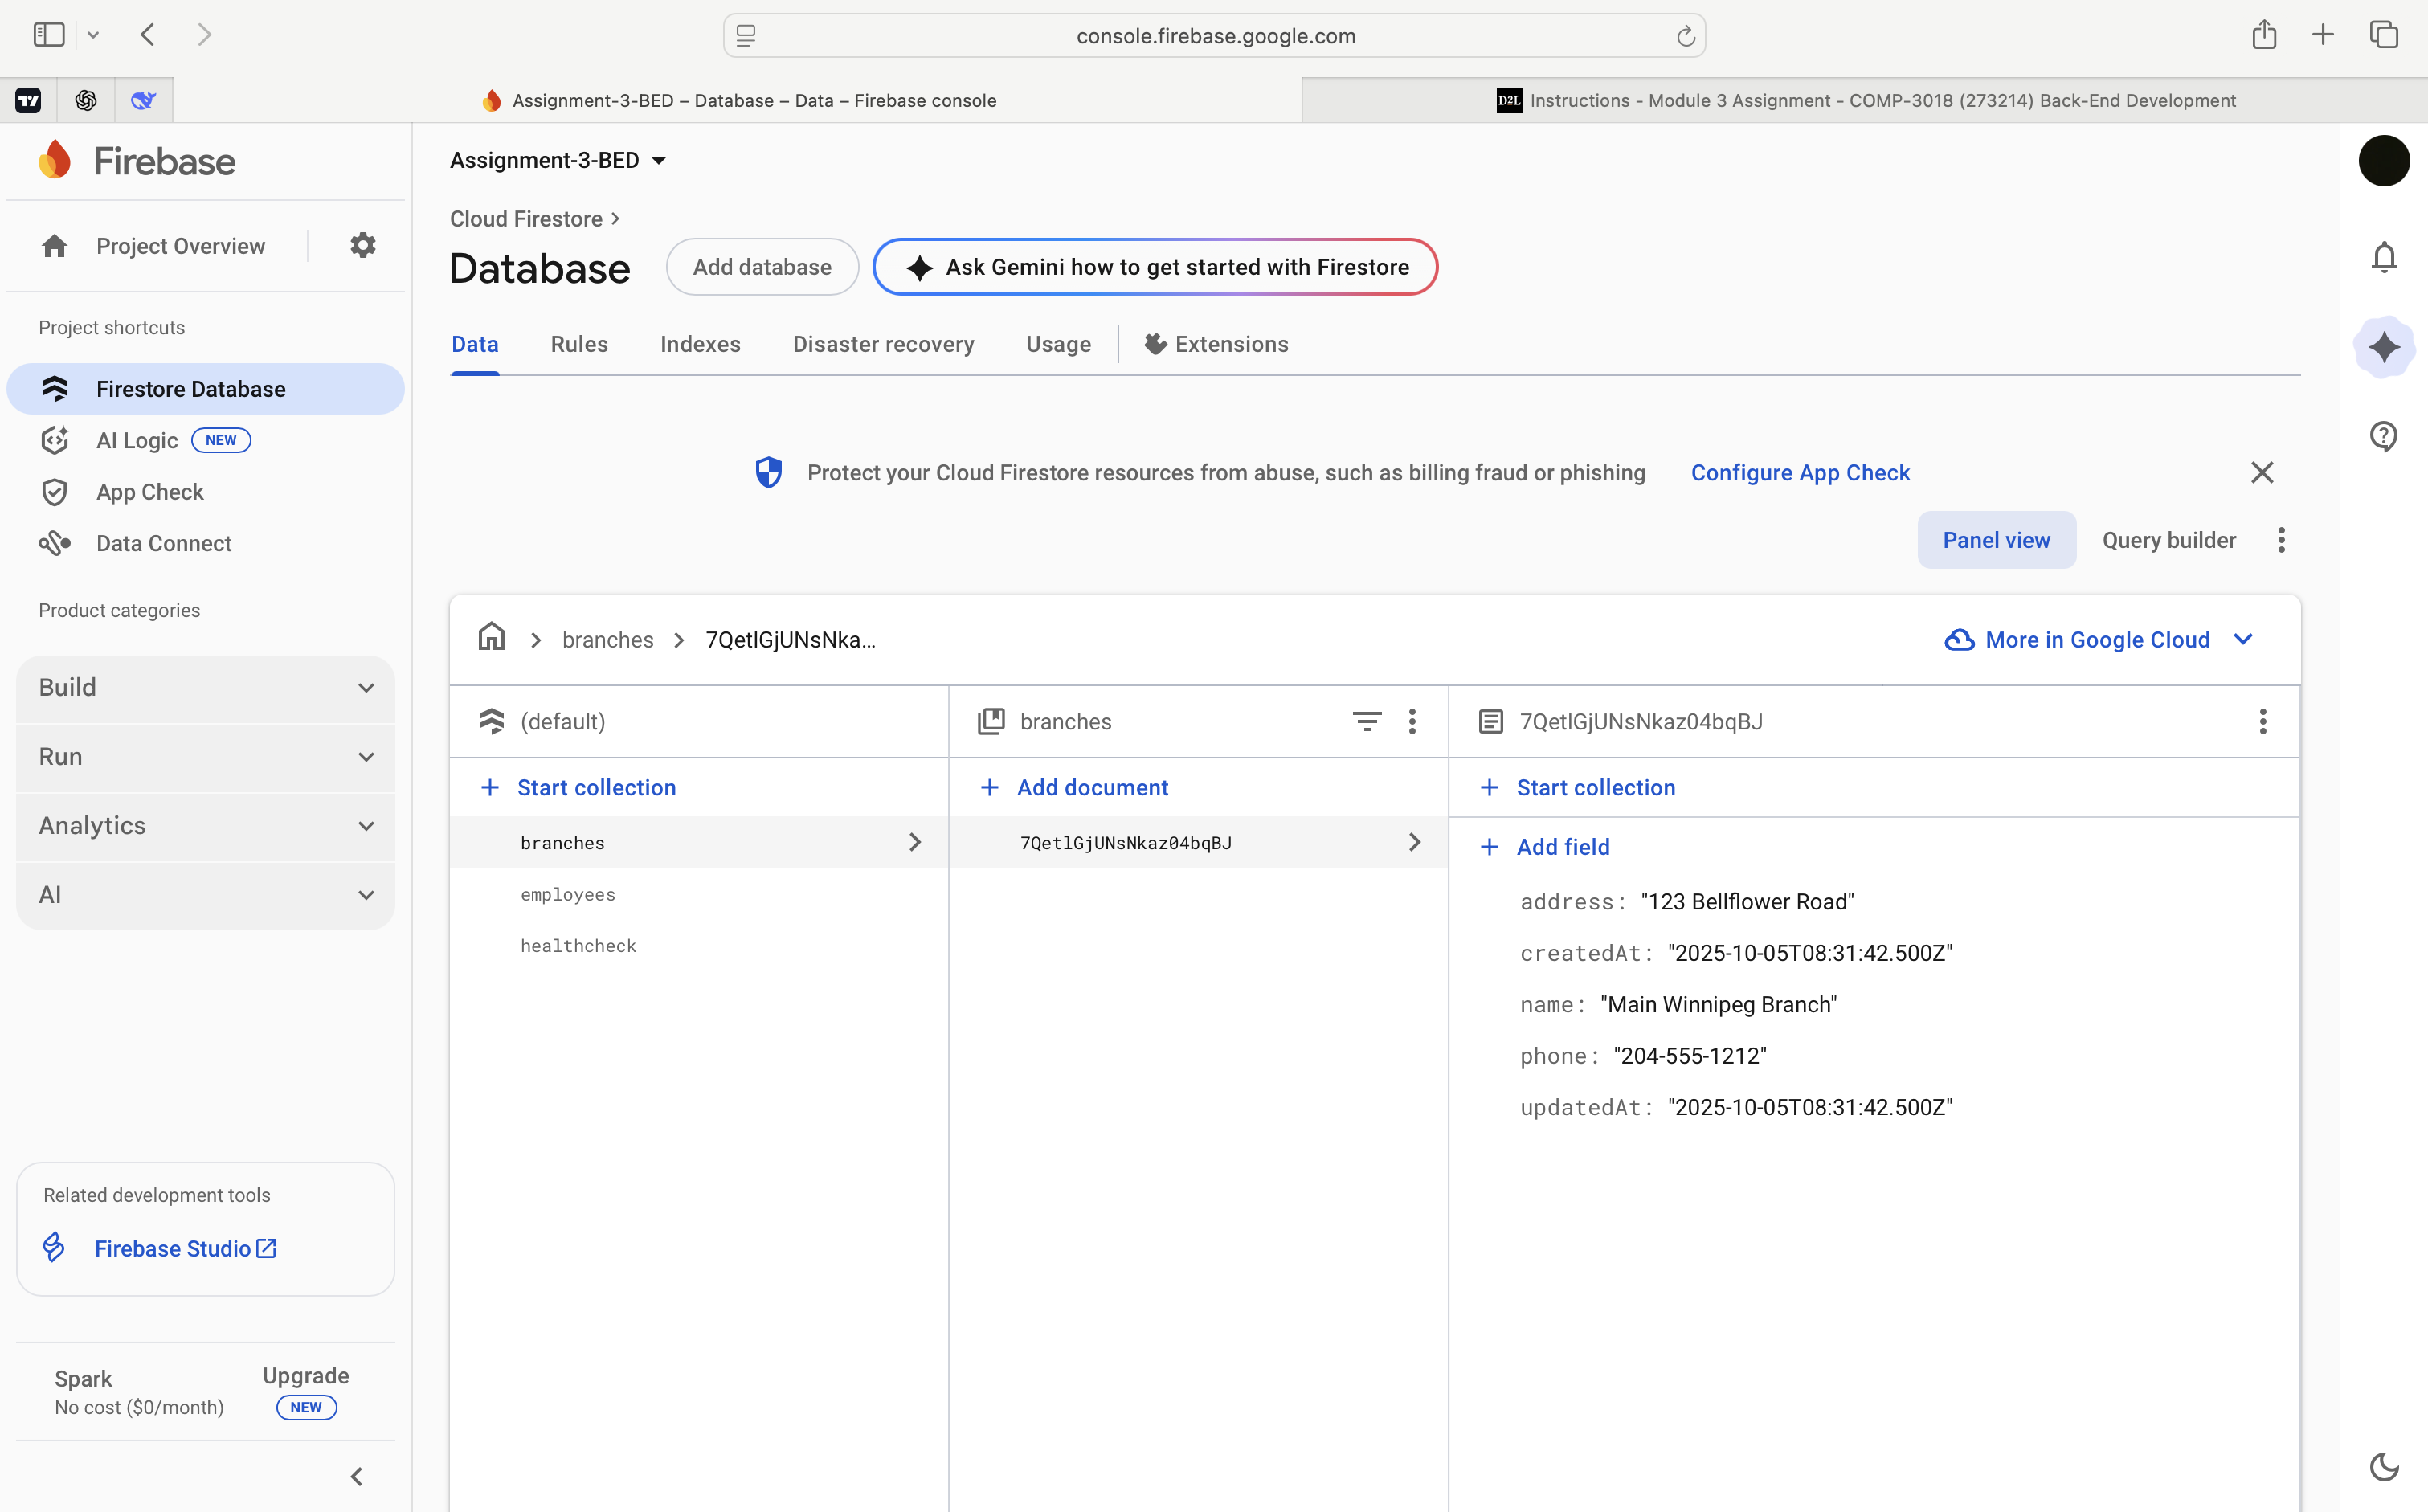 console.firebase.google.com
Assignment-3-BED – Database – Data – Firebase console
D2L Instructions - Module 3 Assignment - COMP-3018 (273214) Back-End Development
Firebase
Project Overview
Project shortcuts
Firestore Database
AI Logic NEW
App Check
Data Connect
Product categories
Build
Run
Analytics
AI
Related development tools
Firebase Studio
Spark
No cost ($0/month)
Upgrade
NEW
Assignment-3-BED
Cloud Firestore
Database
Add database
Ask Gemini how to get started with Firestore
Data Rules Indexes Disaster recovery Usage Extensions
Protect your Cloud Firestore resources from abuse, such as billing fraud or phishing Configure App Check
Panel view Query builder
branches 7QetlGjUNsNka... More in Google Cloud
(default)
Start collection
branches
employees
healthcheck
branches
Add document
7QetlGjUNsNkaz04bqBJ
7QetlGjUNsNkaz04bqBJ
Start collection
Add field
address: "123 Bellflower Road"
createdAt: "2025-10-05T08:31:42.500Z"
name: "Main Winnipeg Branch"
phone: "204-555-1212"
updatedAt: "2025-10-05T08:31:42.500Z"